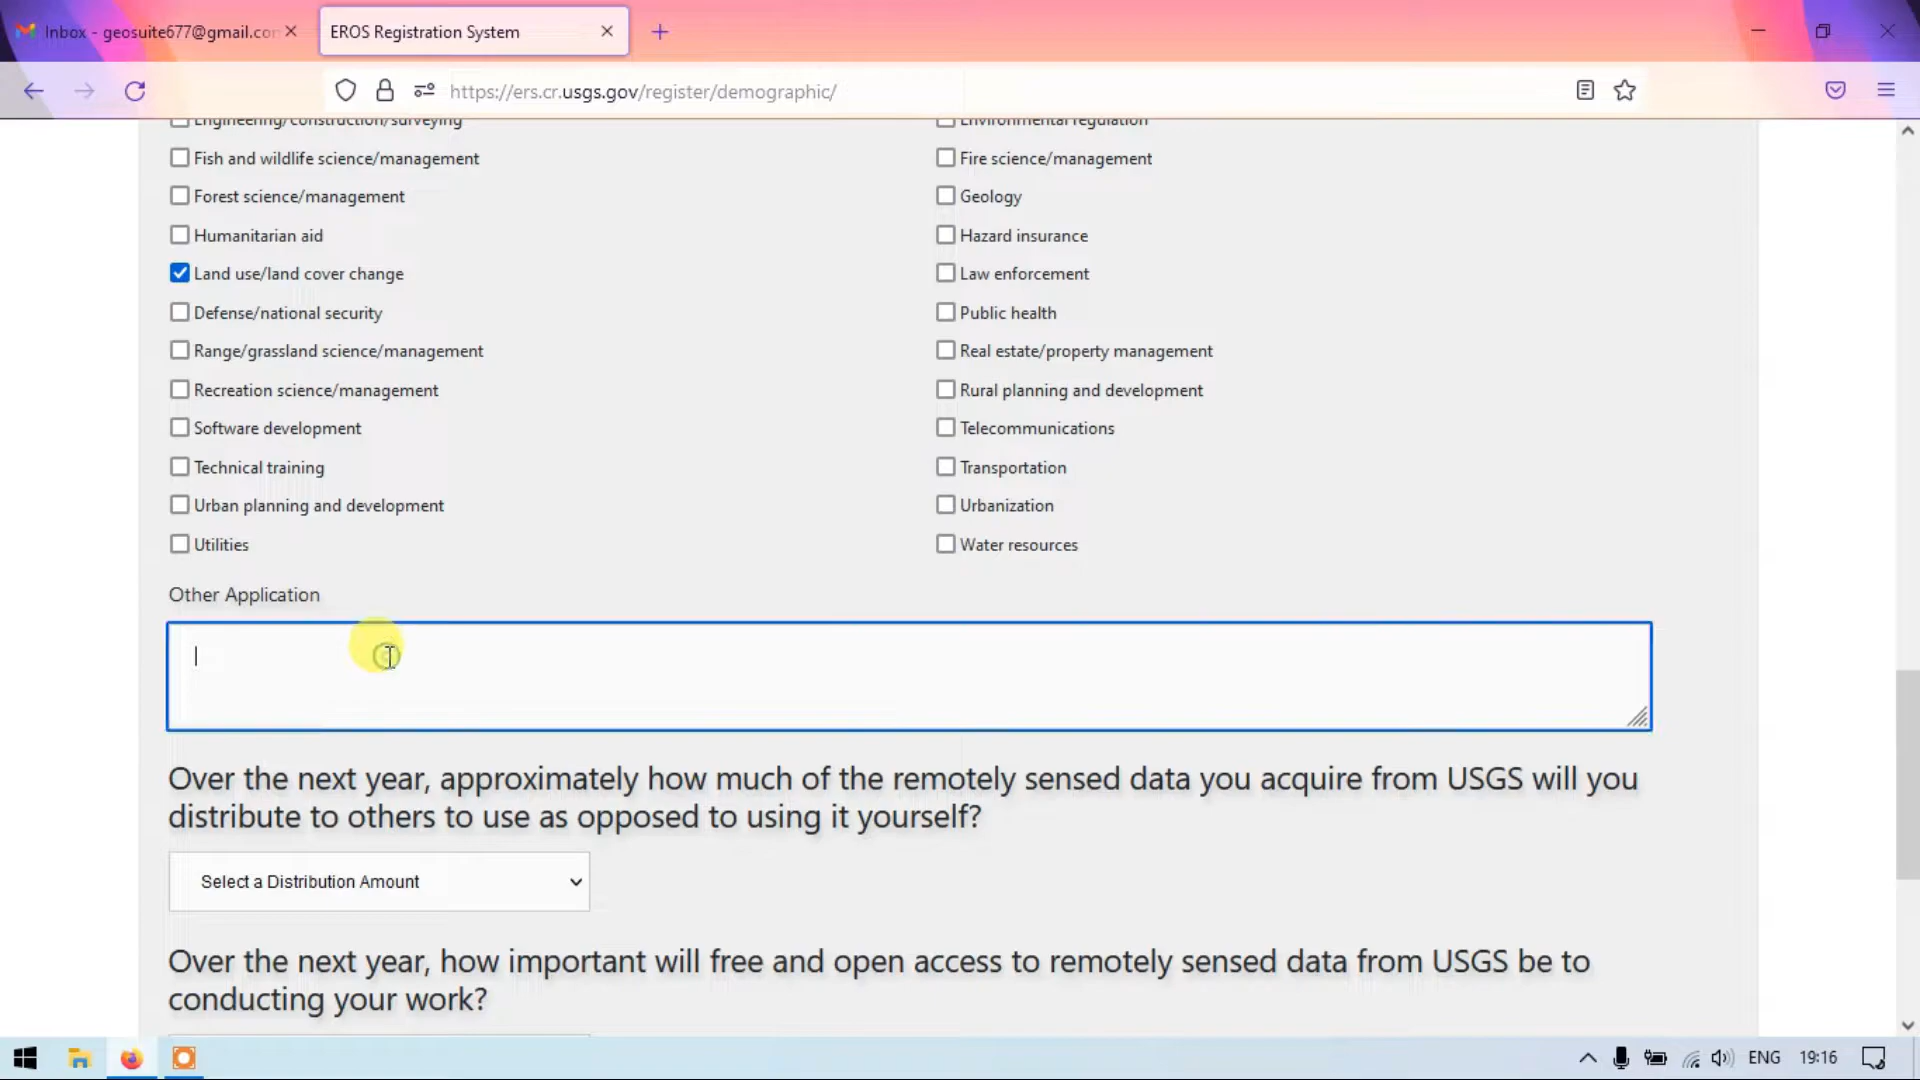 Inbox - geosuite677@gmail.con
EROS Registration System
https://ers.cr.usgs.gov/register/demographic/
Engineering/construction/surveying
Environmental regulation
Fish and wildlife science/management
Fire science/management
Forest science/management
Geology
Humanitarian aid
Hazard insurance
Land use/land cover change
Law enforcement
Defense/national security
Public health
Range/grassland science/management
Real estate/property management
Recreation science/management
Rural planning and development
Software development
Telecommunications
Technical training
Transportation
Urban planning and development
Urbanization
Utilities
Water resources
Other Application
Over the next year, approximately how much of the remotely sensed data you acquire from USGS will you
distribute to others to use as opposed to using it yourself?
Select a Distribution Amount
Over the next year, how important will free and open access to remotely sensed data from USGS be to
conducting your work?
ENG
19:16